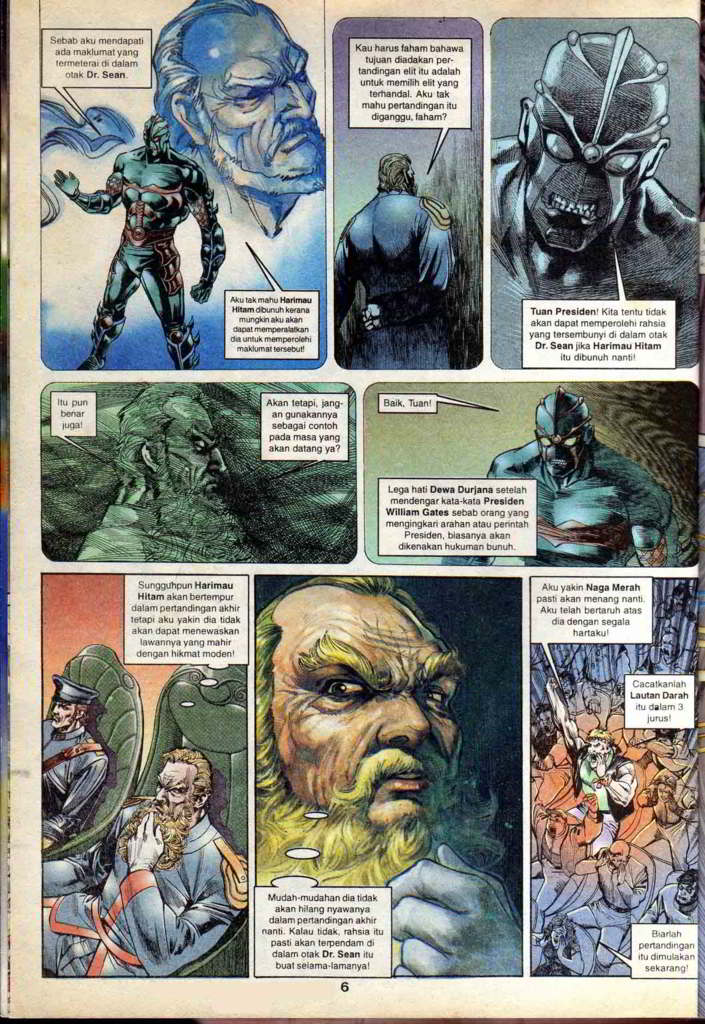 Sebab aku mendapati
ada maklumat yang
termeterai di dalam
otak Dr. Sean.
Aku tak mahu Harimau
Hitam dibunuh kerana
mungkin aku akan
dapat memperalatkan
dia untuk memperolehi
maklumat tersebut!
Kau harus faham bahawa
tujuan diadakan per-
tandingan elit itu adalah
untuk memilih elit yang
terhandal. Aku tak
mahu pertandingan itu
diganggu, faham?
Tuan Presiden! Kita tentu tidak
akan dapat memperolehi rahsia
yang tersembunyi di dalam otak
Dr. Sean jika Harimau Hitam
itu dibunuh nanti!
Itu pun
benar
juga!
Akan tetapi, jang-
an gunakannya
sebagai contoh
pada masa yang
akan datang ya?
Baik, Tuan!
Lega hati Dewa Durjana setelah
mendengar kata-kata Presiden
William Gates sebab orang yang
mengingkari arahan atau perintah
Presiden, biasanya akan
dikenakan hukuman bunuh.
Sungguhpun Harimau
Hitam akan bertempur
dalam pertandingan akhir
tetapi aku yakin dia tidak
akan dapat menewaskan
lawannya yang mahir
dengan hikmat moden!
Mudah-mudahan dia tidak
akan hilang nyawanya
dalam pertandingan akhir
nanti. Kalau tidak, rahsia itu
pasti akan terpendam di
dalam otak Dr. Sean itu
buat selama-lamanya!
Aku yakin Naga Merah
pasti akan menang nanti.
Aku telah bertaruh atas
dia dengan segala
hartaku!
Cacatkanlah
Lautan Darah
itu dalam 3
jurus!
Biarlah
pertandingan
itu dimulakan
sekarang!
6